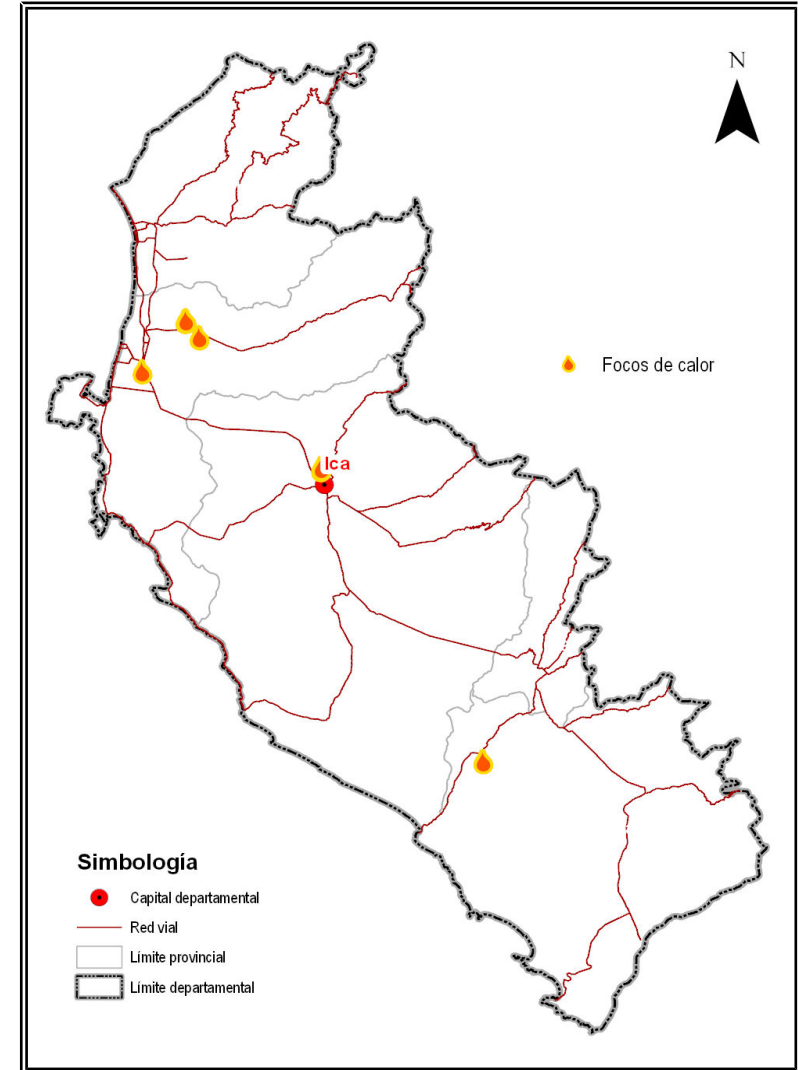 N
Focos de calor
Ica
Simbología
Capital departamental
Red vial
Límite provincial
Límite departamental